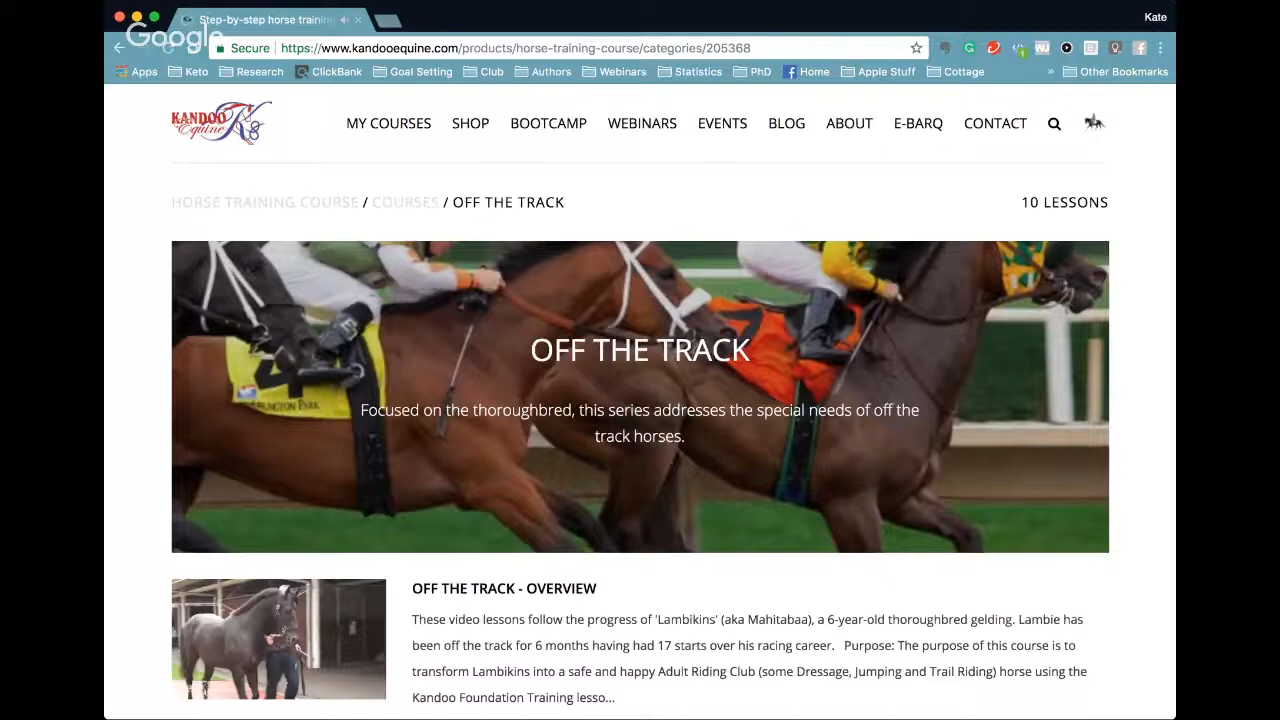 Step-by-step horse trainin
Kate
Google
Secure https://www.kandooequine.com/products/horse-training-course/categories/205368
Apps Keto Research ClickBank Goal Setting Club Authors Webinars Statistics PhD Home Apple Stuff Cottage » Other Bookmarks
KANDOO Equine
MY COURSES SHOP BOOTCAMP WEBINARS EVENTS BLOG ABOUT E-BARQ CONTACT
HORSE TRAINING COURSE / COURSES / OFF THE TRACK
10 LESSONS
OFF THE TRACK
Focused on the thoroughbred, this series addresses the special needs of off the
track horses.
OFF THE TRACK - OVERVIEW
These video lessons follow the progress of 'Lambikins' (aka Mahitabaa), a 6-year-old thoroughbred gelding. Lambie has
been off the track for 6 months having had 17 starts over his racing career. Purpose: The purpose of this course is to
transform Lambikins into a safe and happy Adult Riding Club (some Dressage, Jumping and Trail Riding) horse using the
Kandoo Foundation Training lesso...